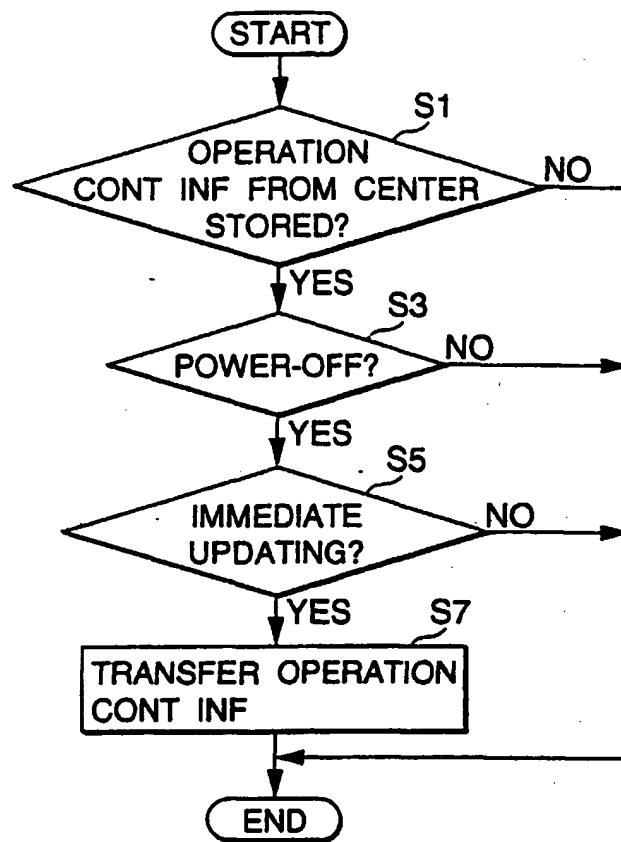 START
S1
OPERATION
CONT INF FROM CENTER
STORED?
NO
YES
S3
POWER-OFF?
NO
YES
S5
IMMEDIATE
UPDATING?
NO
YES
S7
TRANSFER OPERATION
CONT INF
END